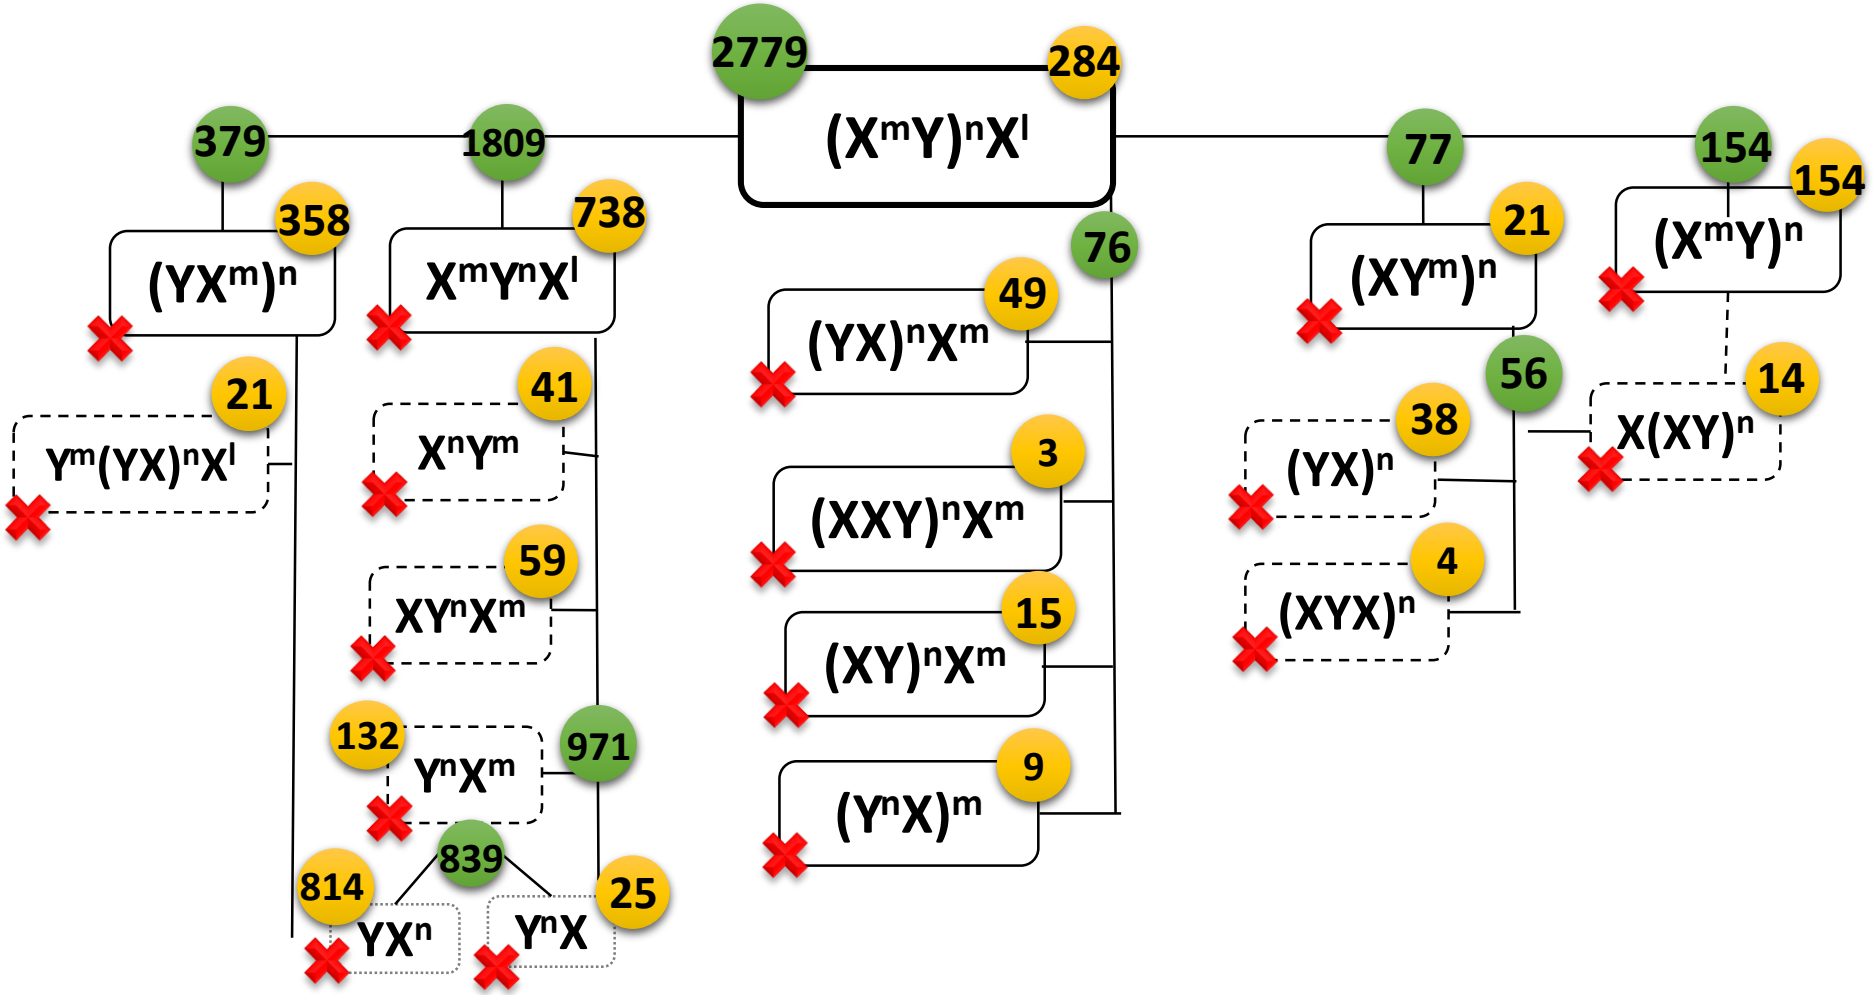 2779
284
(XᵐY)ⁿXˡ
379
1809
77
154
154
358
(YXᵐ)ⁿ
738
XᵐYⁿXˡ
76
21
(XYᵐ)ⁿ
(XᵐY)ⁿ
49
(YX)ⁿXᵐ
56
14
X(XY)ⁿ
21
Yᵐ(YX)ⁿXˡ
41
XⁿYᵐ
3
(XXY)ⁿXᵐ
38
(YX)ⁿ
59
XYⁿXᵐ
15
(XY)ⁿXᵐ
4
(XYX)ⁿ
132
YⁿXᵐ
971
9
(YⁿX)ᵐ
839
814
YXⁿ
25
YⁿX